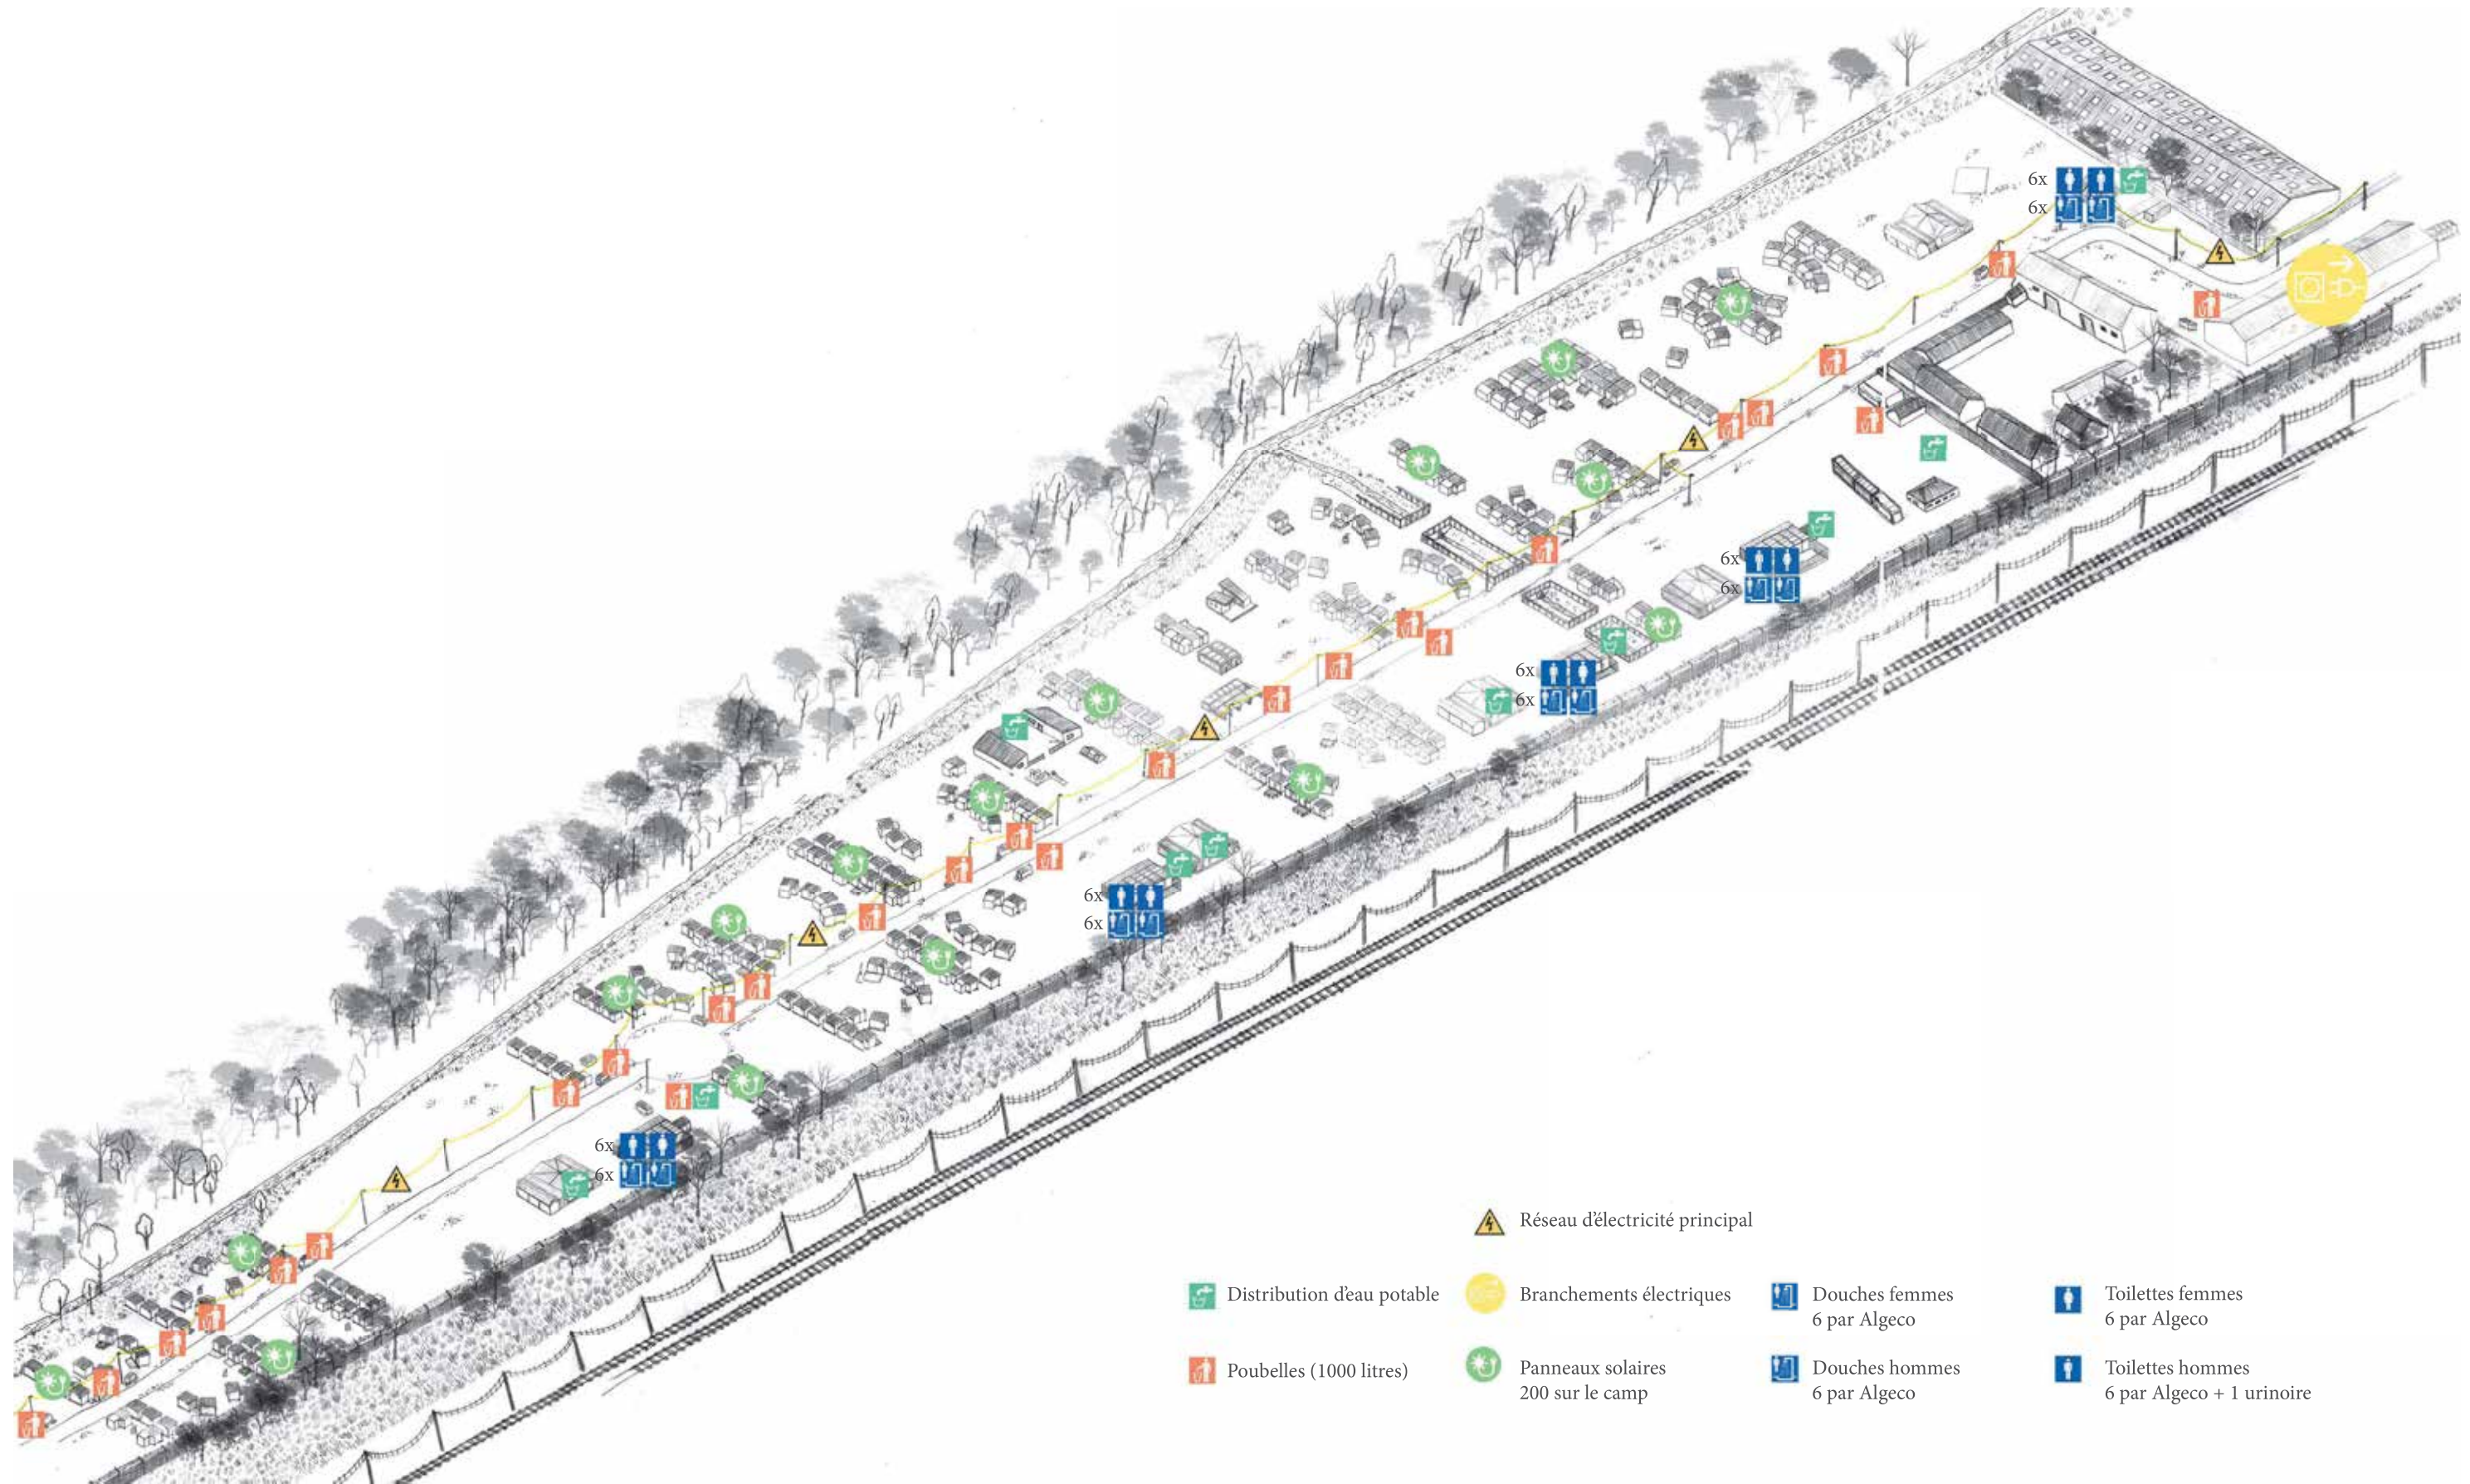 6x
6x
6x
6x
6x
6x
6x
6x
6x
6x
Réseau d'électricité principal
Distribution d'eau potable
Branchements électriques
Douches femmes
6 par Algeco
Toilettes femmes
6 par Algeco
Poubelles (1000 litres)
Panneaux solaires
200 sur le camp
Douches hommes
6 par Algeco
Toilettes hommes
6 par Algeco + 1 urinoire